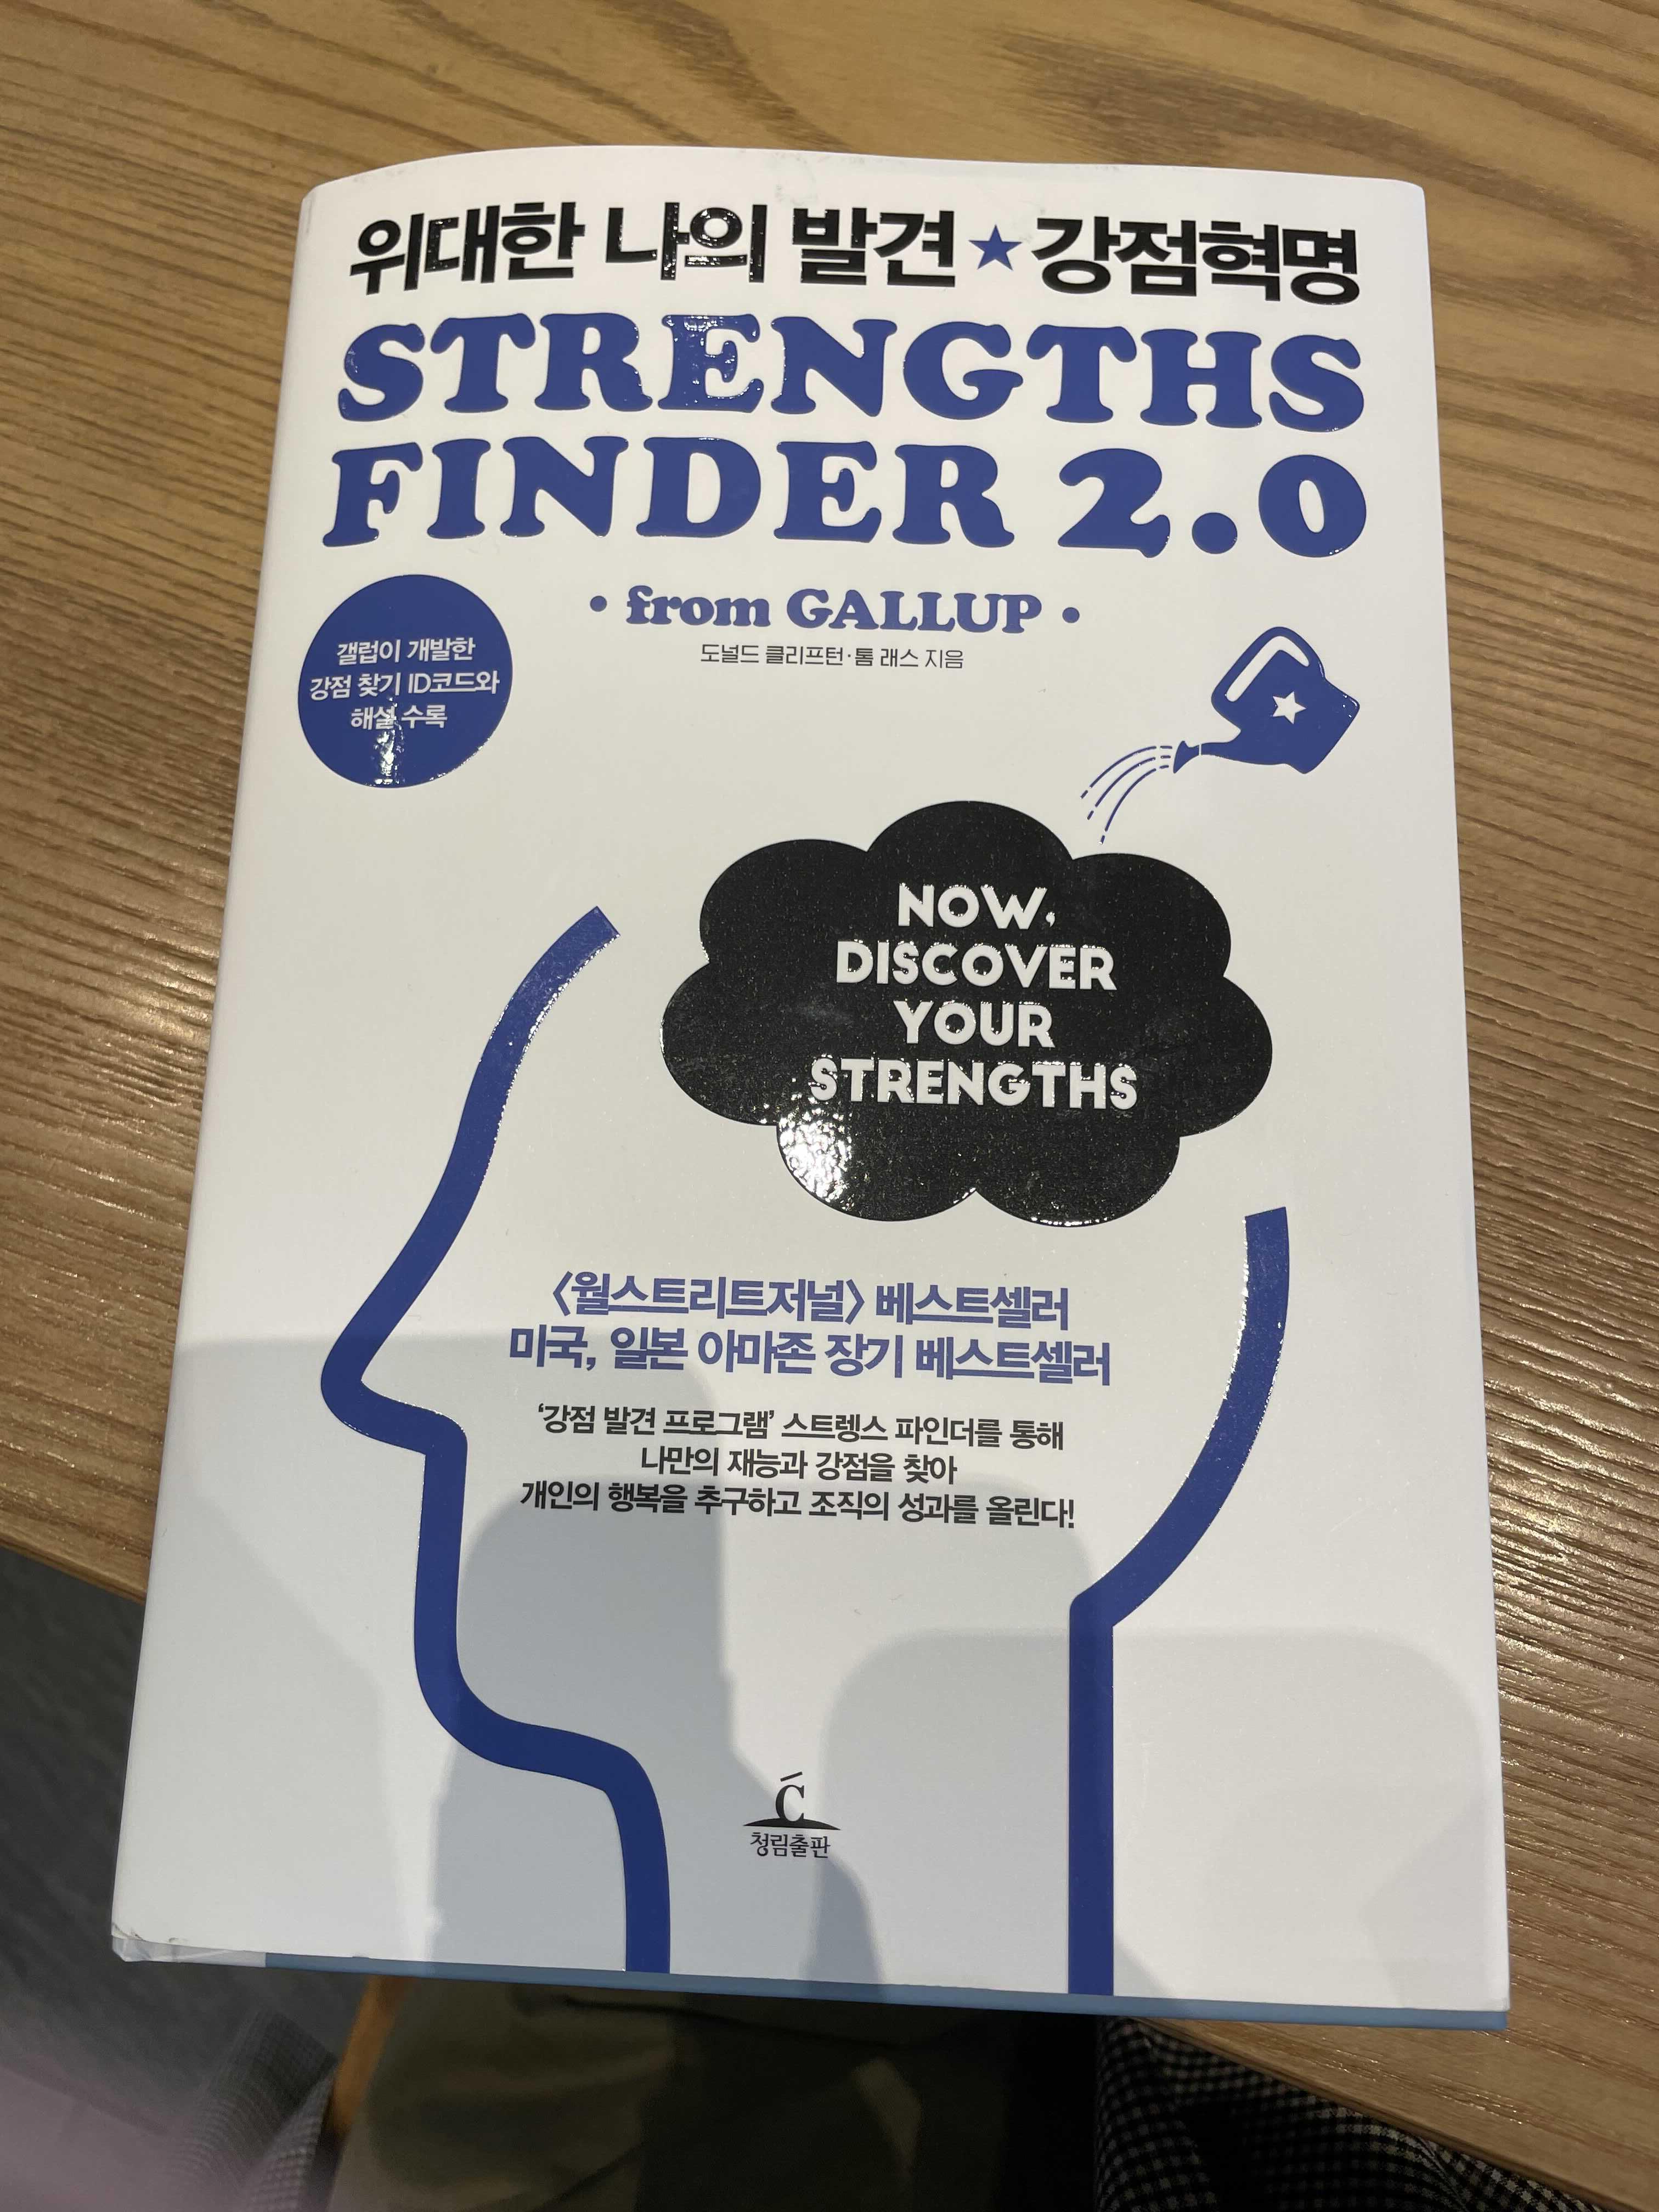 위대한 나의 발견 ★ 강점혁명
STRENGTHS
FINDER 2.0
• from GALLUP •
도널드 클리프턴·톰 래스 지음
갤럽이 개발한
강점 찾기 ID코드와
해설 수록
NOW,
DISCOVER
YOUR
STRENGTHS
〈월스트리트저널〉 베스트셀러
미국, 일본 아마존 장기 베스트셀러
‘강점 발견 프로그램’ 스트렝스 파인더를 통해
나만의 재능과 강점을 찾아
개인의 행복을 추구하고 조직의 성과를 올린다!
Ć
청림출판